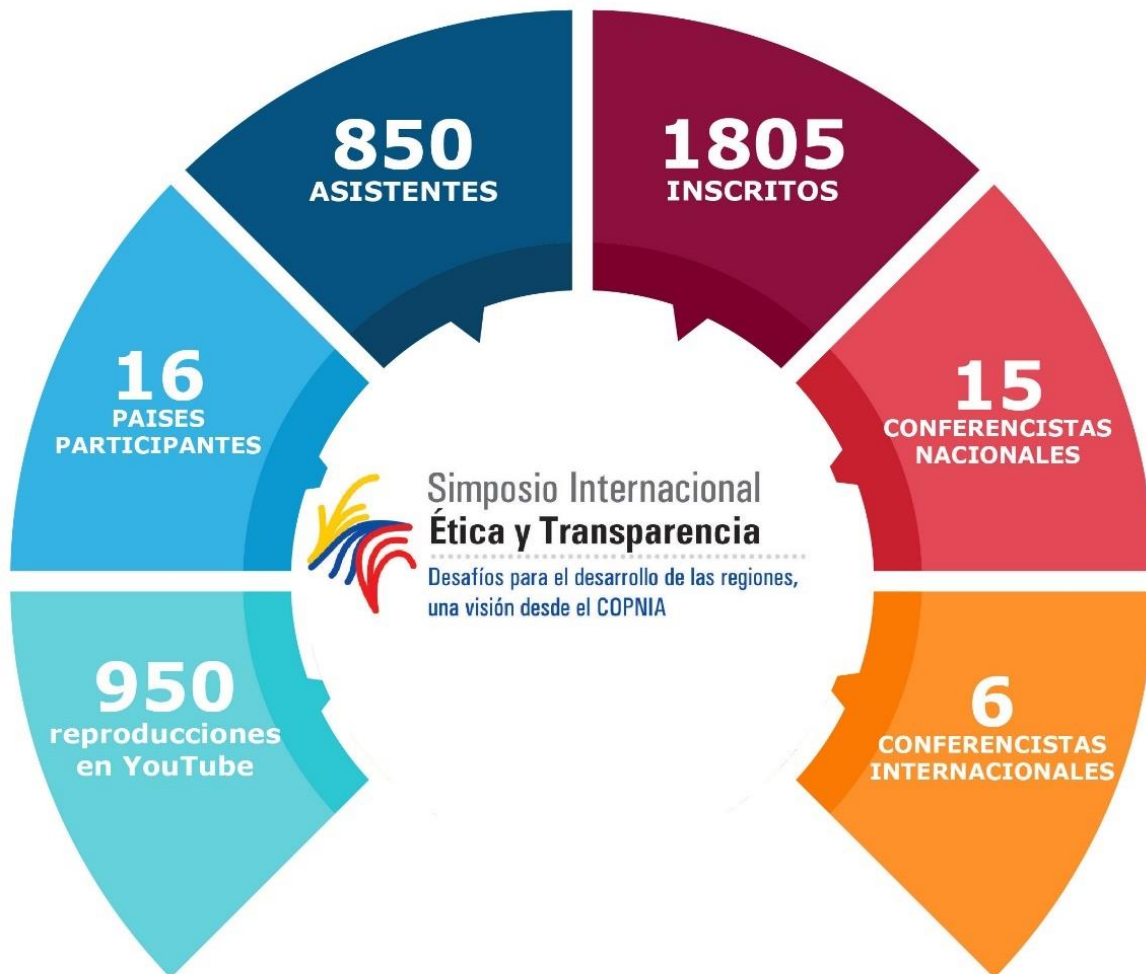 850
ASISTENTES
1805
INSCRITOS
16
PAISES
PARTICIPANTES
15
CONFERENCISTAS
NACIONALES
Simposio Internacional
Ética y Transparencia
Desafíos para el desarrollo de las regiones,
una visión desde el COPNIA
950
reproducciones
en YouTube
6
CONFERENCISTAS
INTERNACIONALES